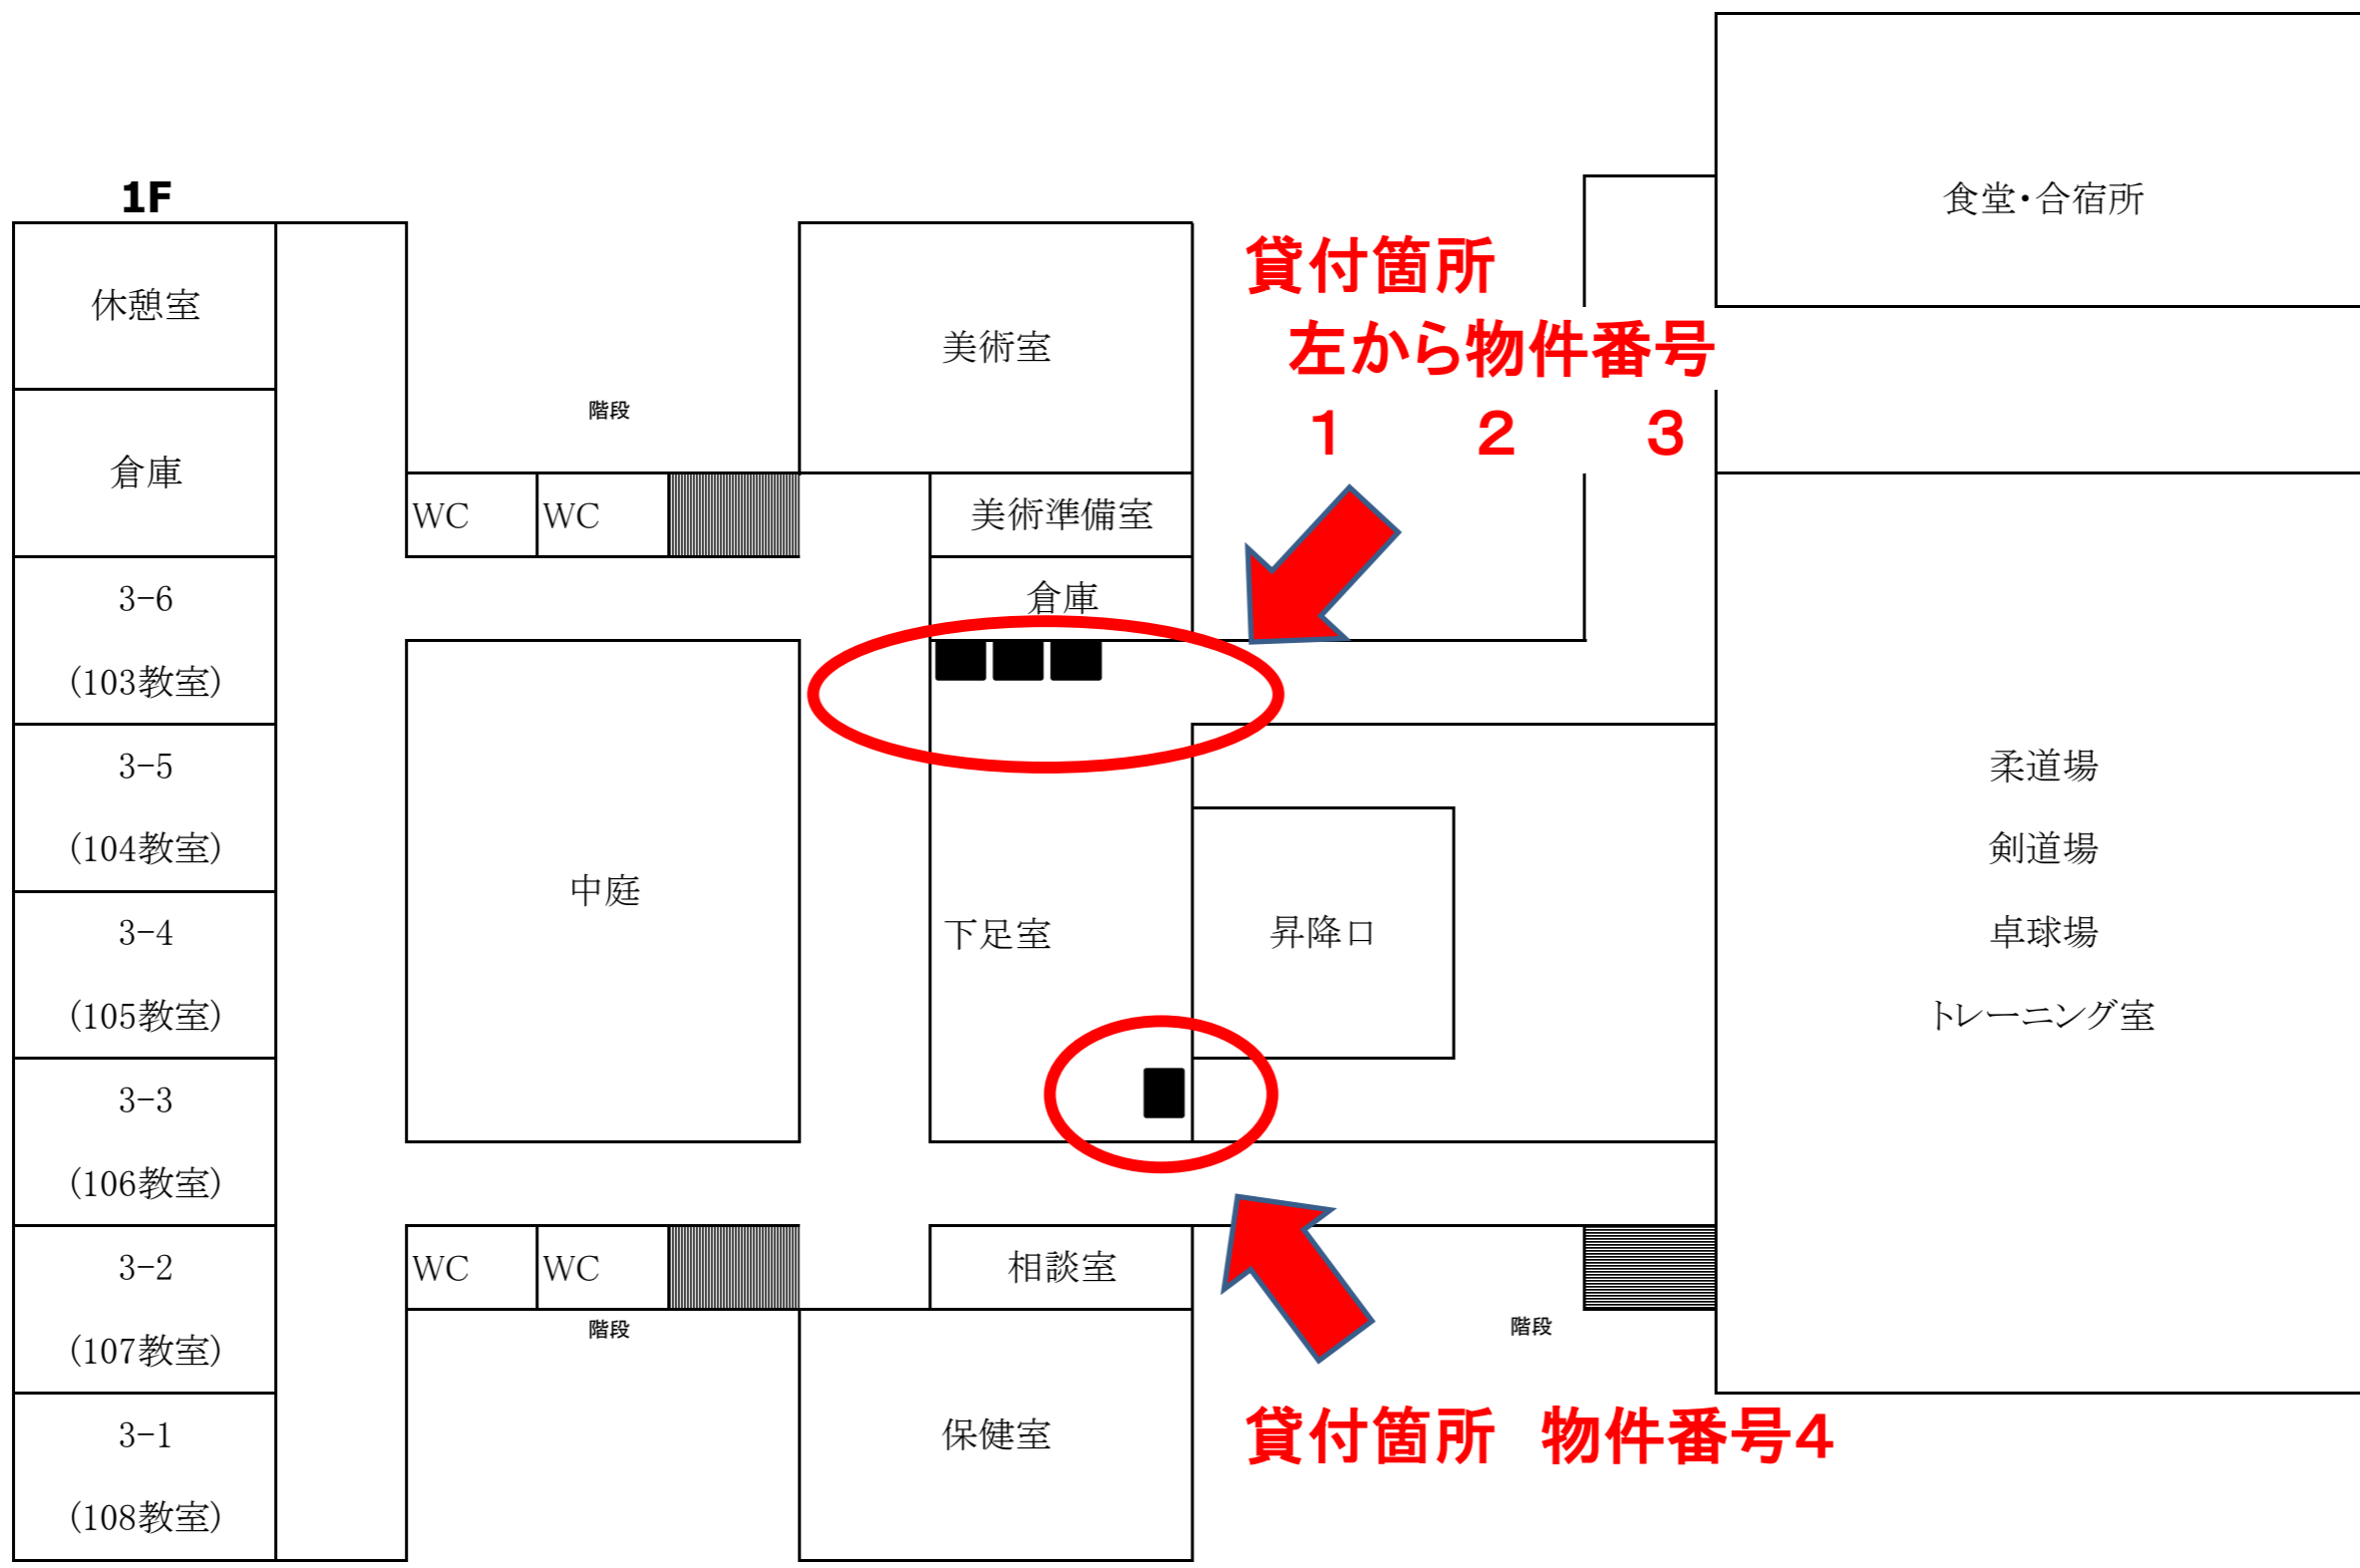 1F
休憩室
倉庫
3-6
(103教室)
3-5
(104教室)
3-4
(105教室)
3-3
(106教室)
3-2
(107教室)
3-1
(108教室)
階段
WC
WC
中庭
WC
WC
階段
美術室
美術準備室
倉庫
下足室
昇降口
相談室
保健室
貸付箇所
左から物件番号
1 2 3
貸付箇所 物件番号4
階段
食堂・合宿所
柔道場
剣道場
卓球場
トレーニング室